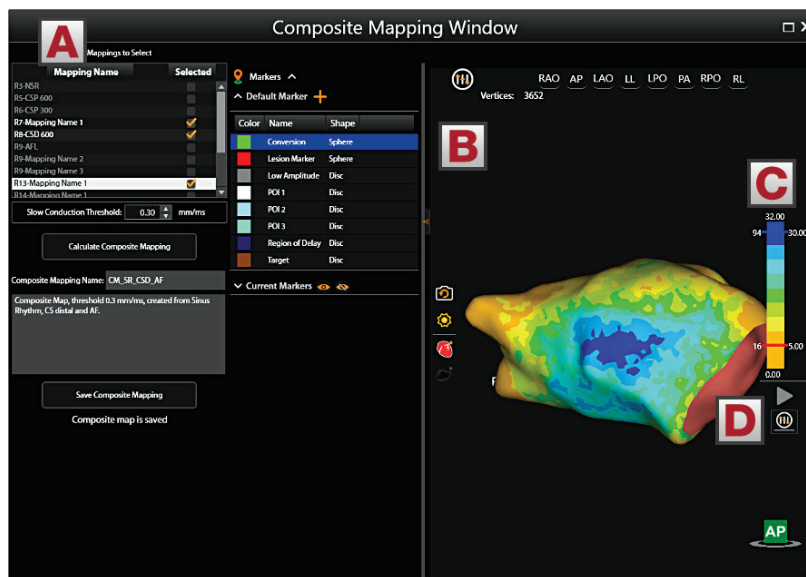 Composite Mapping Window
A
Mappings to Select
Mapping Name Selected
R3-NSR
R5-CSP 600
R6-CSP 300
R7-Mapping Name 1
R8-CSD 600
R9-AFL
R9-Mapping Name 2
R9-Mapping Name 3
R13-Mapping Name 1
R14-Mapping Name 1
Slow Conduction Threshold: 0.30 mm/ms
Calculate Composite Mapping
Composite Mapping Name: CM_SR_CSD_AF
Composite Map, threshold 0.3 mm/ms, created from Sinus
Rhythm, CS distal and AF.
Save Composite Mapping
Composite map is saved
Markers
Default Marker
Color Name Shape
Conversion Sphere
Lesion Marker Sphere
Low Amplitude Disc
POI 1 Disc
POI 2 Disc
POI 3 Disc
Region of Delay Disc
Target Disc
Current Markers
RAO AP LAO LL LPO PA RPO RL
Vertices: 3652
B
C
32.00
94 30.00
16 5.00
0.00
D
AP